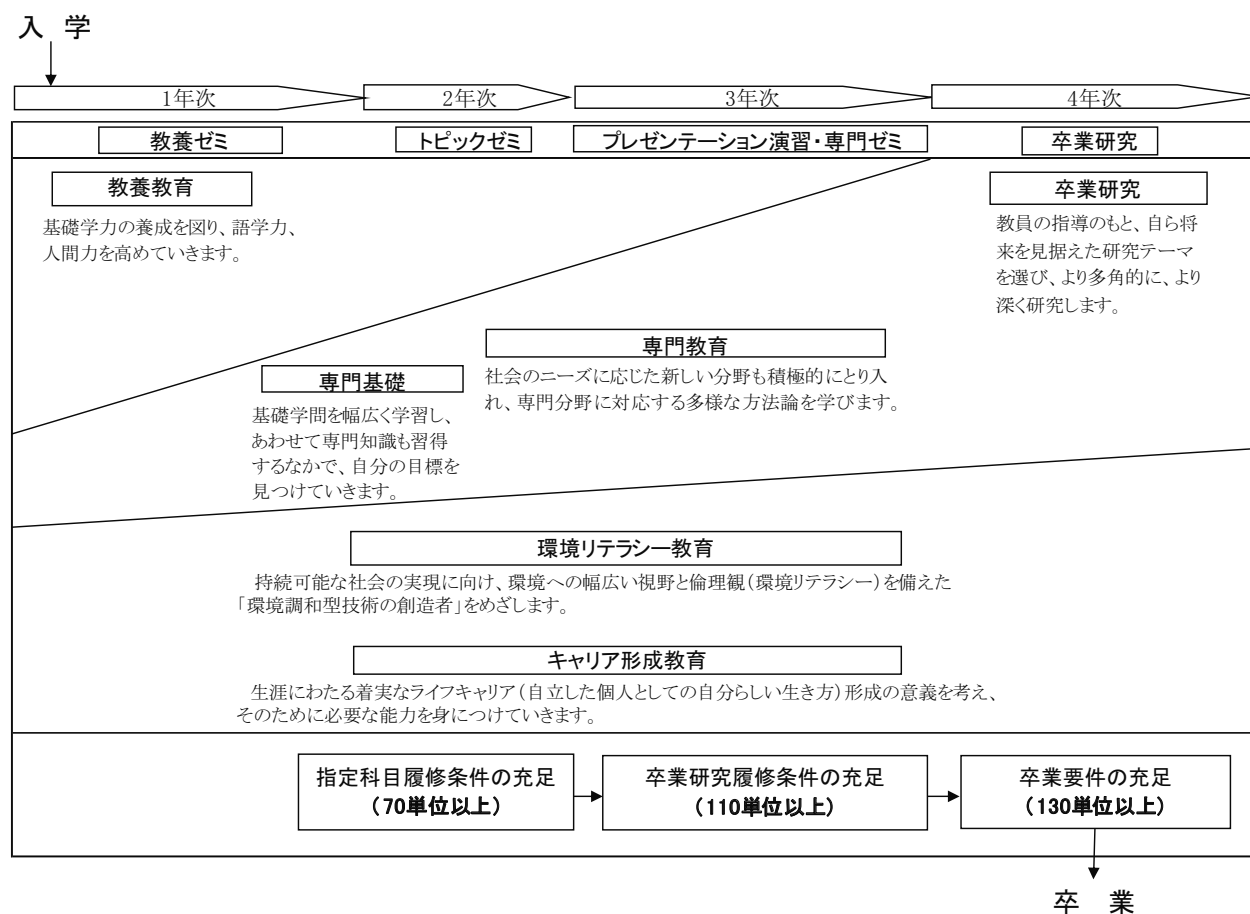 入 学
1年次
2年次
3年次
4年次
教養ゼミ
トピックゼミ
プレゼンテーション演習・専門ゼミ
卒業研究
教養教育
基礎学力の養成を図り、語学力、
人間力を高めていきます。
卒業研究
教員の指導のもと、自ら将
来を見据えた研究テーマ
を選び、より多角的に、より
深く研究します。
専門教育
社会のニーズに応じた新しい分野も積極的にとり入
れ、専門分野に対応する多様な方法論を学びます。
専門基礎
基礎学問を幅広く学習し、
あわせて専門知識も習得
するなかで、自分の目標を
見つけていきます。
環境リテラシー教育
持続可能な社会の実現に向け、環境への幅広い視野と倫理観(環境リテラシー)を備えた
「環境調和型技術の創造者」をめざします。
キャリア形成教育
生涯にわたる着実なライフキャリア(自立した個人としての自分らしい生き方)形成の意義を考え、
そのために必要な能力を身につけていきます。
指定科目履修条件の充足
(70単位以上)
卒業研究履修条件の充足
(110単位以上)
卒業要件の充足
(130単位以上)
卒 業